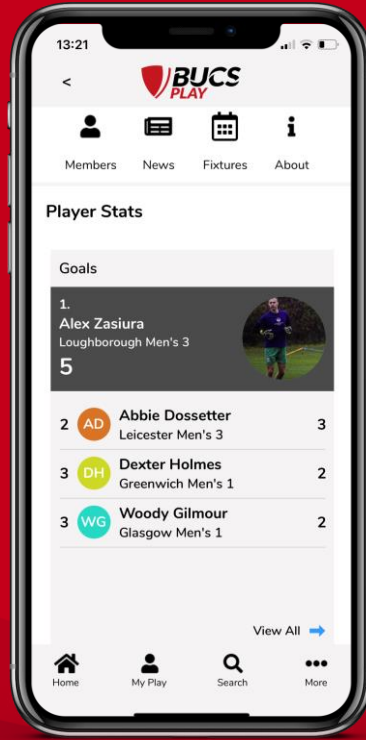 13:21
<
BUCS
PLAY
Members News Fixtures About
Player Stats
Goals
1.
Alex Zasiura
Loughborough Men's 3
5
2 AD Abbie Dossetter 3
Leicester Men's 3
3 DH Dexter Holmes 2
Greenwich Men's 1
3 WG Woody Gilmour 2
Glasgow Men's 1
View All
Home My Play Search More